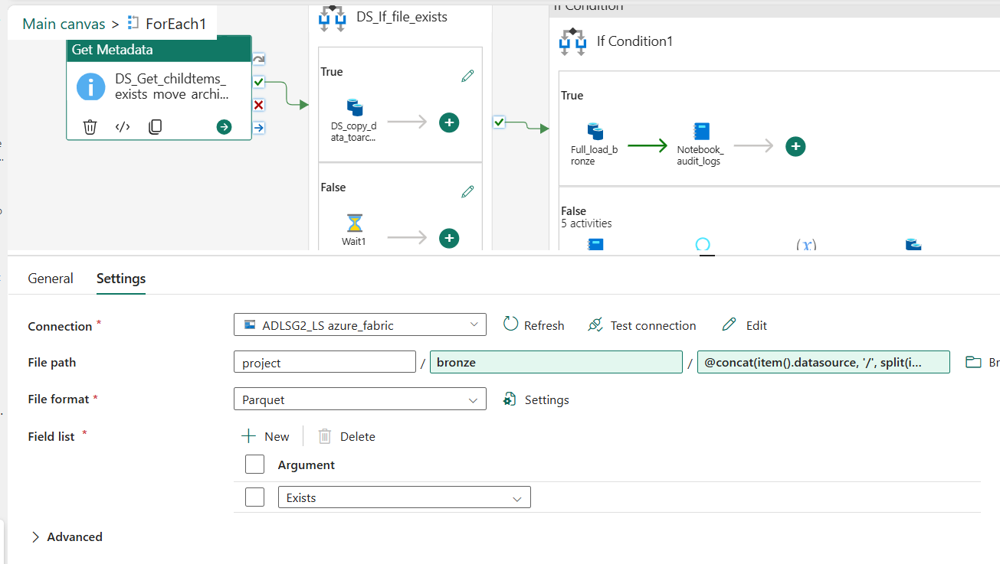 If Condition
Main canvas > ForEach1
DS_If_file_exists
If Condition1
Get Metadata
DS_Get_childtems_
exists move archi...
True
DS_copy_d
ata_toarc...
False
Wait1
True
Full_load_b
ronze
Notebook_
audit_logs
False
5 activities
(x)
General
Settings
Connection *
ADLSG2_LS azure_fabric
Refresh
Test connection
Edit
File path
project / bronze / @concat(item().datasource, '/', split(i...
File format *
Parquet
Settings
Field list *
New
Delete
Argument
Exists
Advanced